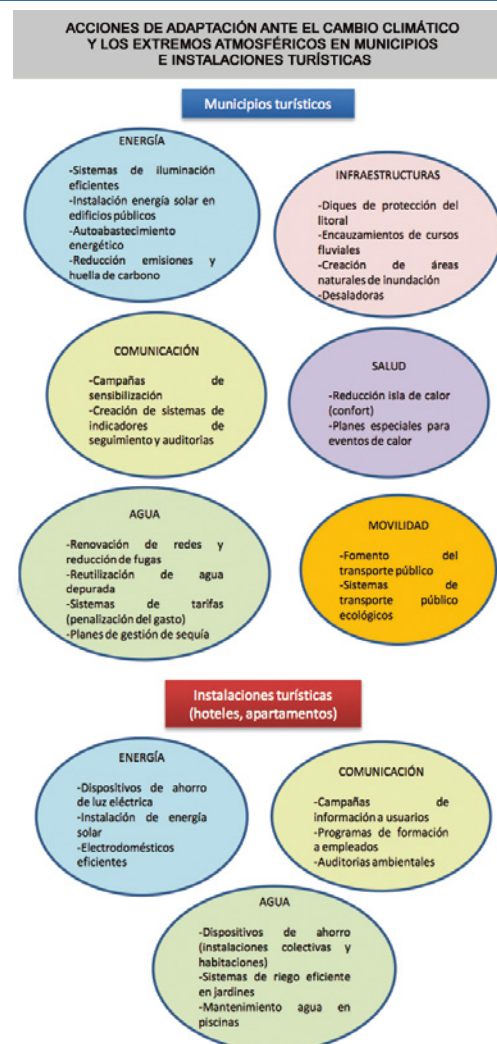 ACCIONES DE ADAPTACIÓN ANTE EL CAMBIO CLIMÁTICO
Y LOS EXTREMOS ATMOSFÉRICOS EN MUNICIPIOS
E INSTALACIONES TURÍSTICAS
Municipios turísticos
ENERGÍA
-Sistemas de iluminación
eficientes
-Instalación energía solar en
edificios públicos
-Autoabastecimiento
energético
-Reducción emisiones y
huella de carbono
INFRAESTRUCTURAS
-Diques de protección del
litoral
-Encauzamientos de cursos
fluviales
-Creación de áreas
naturales de inundación
-Desaladoras
COMUNICACIÓN
-Campañas de
sensibilización
-Creación de sistemas de
indicadores de
seguimiento y auditorias
SALUD
-Reducción isla de calor
(confort)
-Planes especiales para
eventos de calor
AGUA
-Renovación de redes y
reducción de fugas
-Reutilización de agua
depurada
-Sistemas de tarifas
(penalización del gasto)
-Planes de gestión de sequía
MOVILIDAD
-Fomento del
transporte público
-Sistemas de
transporte público
ecológicos
Instalaciones turísticas
(hoteles, apartamentos)
ENERGÍA
-Dispositivos de ahorro
de luz eléctrica
-Instalación de energía
solar
-Electrodomésticos
eficientes
COMUNICACIÓN
-Campañas de
información a usuarios
-Programas de formación
a empleados
-Auditorias ambientales
AGUA
-Dispositivos de ahorro
(instalaciones colectivas y
habitaciones)
-Sistemas de riego eficiente
en jardines
-Mantenimiento agua en
piscinas